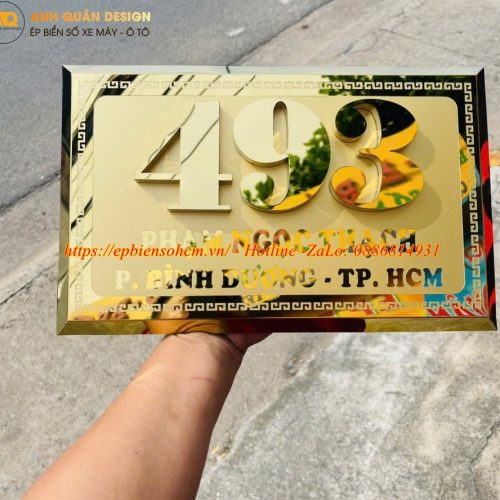 ANH QUÂN DESIGN
ÉP BIỂN SỐ XE MÁY - Ô TÔ
493
PHẠM NGỌC THẠCH
https://epbiensohcm.vn/ - Hotline - ZaLo: 0886814931
P. BÌNH DƯƠNG - TP. HCM